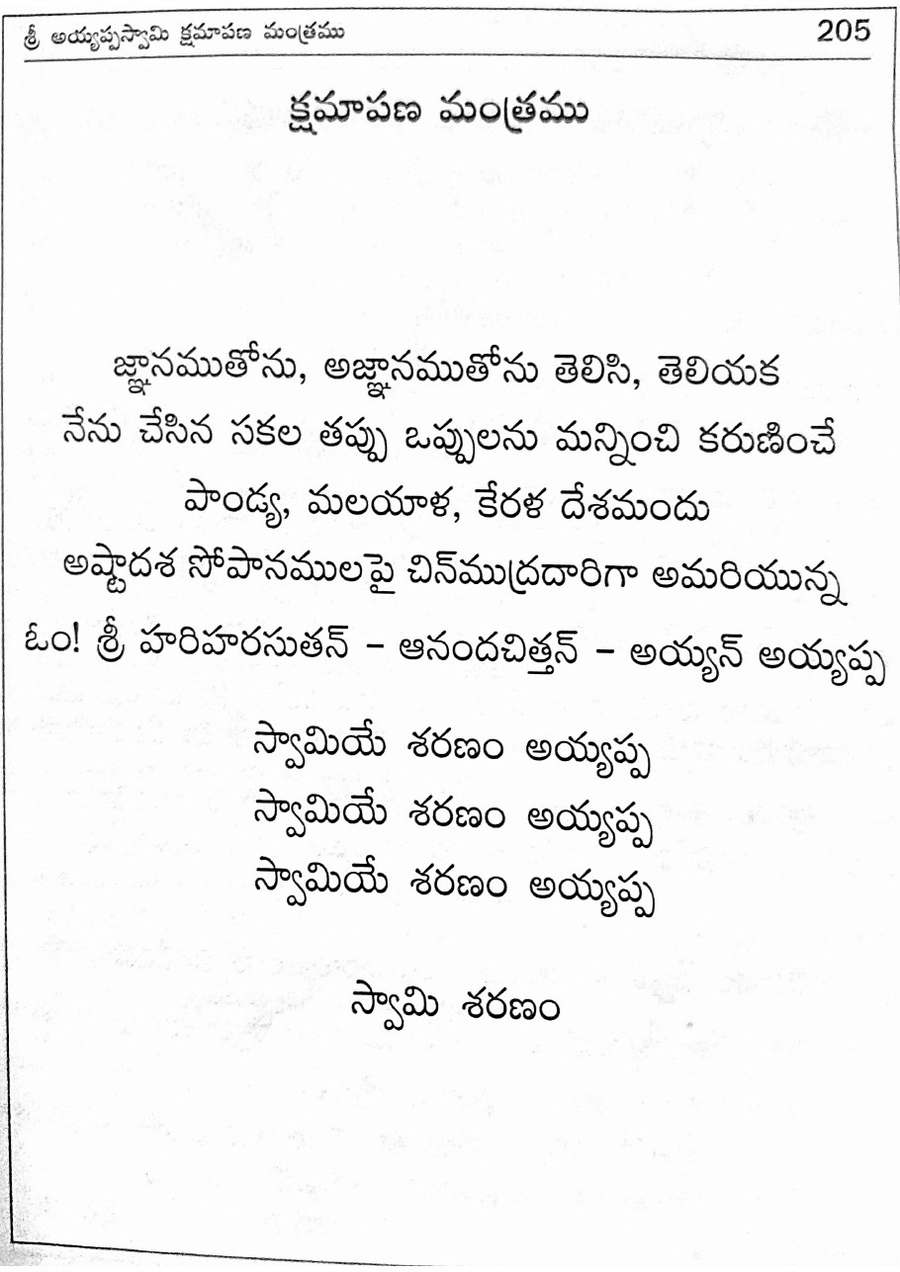 శ్రీ అయ్యప్పస్వామి క్షమాపణ మంత్రము 205
క్షమాపణ మంత్రము
జ్ఞానముతోను, అజ్ఞానముతోను తెలిసి, తెలియక
నేను చేసిన సకల తప్పు ఒప్పులను మన్నించి కరుణించే
పాండ్య, మలయాళ, కేరళ దేశమందు
అష్టాదశ సోపానములపై చిన్‌ముద్రదారిగా అమరియున్న
ఓం! శ్రీ హరిహరసుతన్ – ఆనందచిత్తన్ – అయ్యన్ అయ్యప్ప
స్వామియే శరణం అయ్యప్ప
స్వామియే శరణం అయ్యప్ప
స్వామియే శరణం అయ్యప్ప
స్వామి శరణం